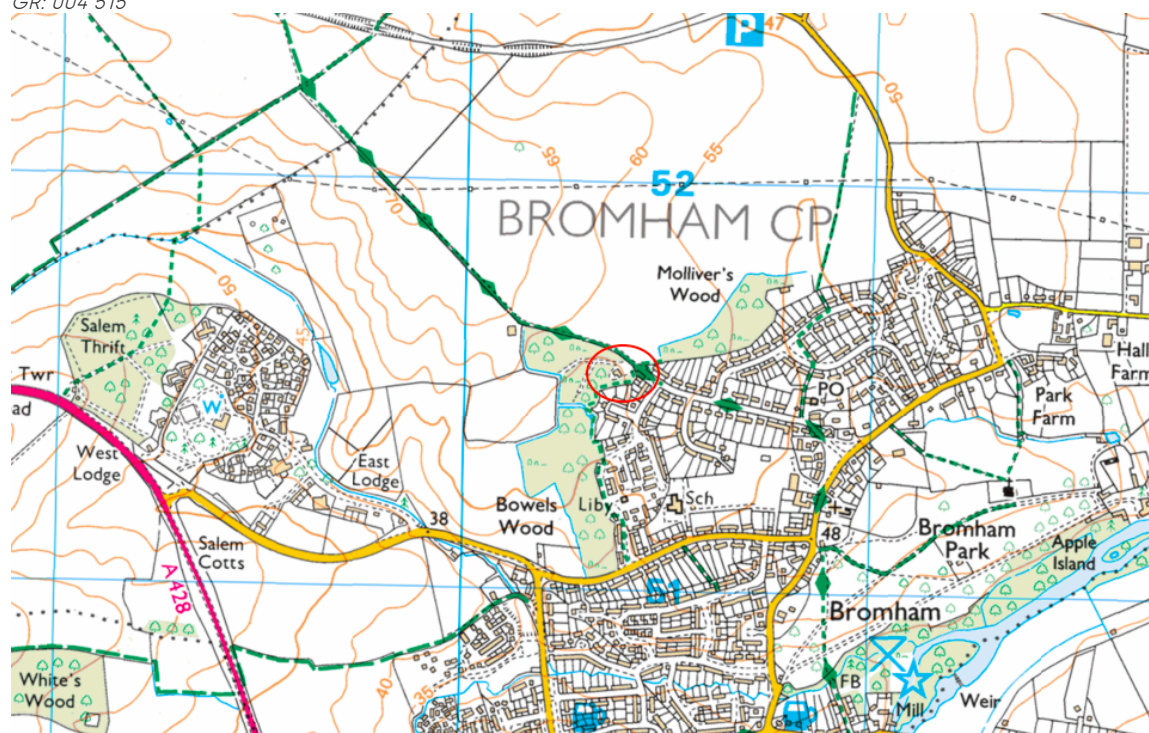 GR: 004 515
P
47
50
65
60
55
52
70
BROMHAM CP
Molliver's
Wood
50
45
Salem
Thrift
Twr
ad
W
Hall
Farm
PO
Park
Farm
West
Lodge
East
Lodge
Bowels
Wood
Liby
Sch
38
48
Bromham
Park
Apple
Island
Salem
Cotts
A428
51
Bromham
White's
Wood
40
35
FB
Mill
Weir